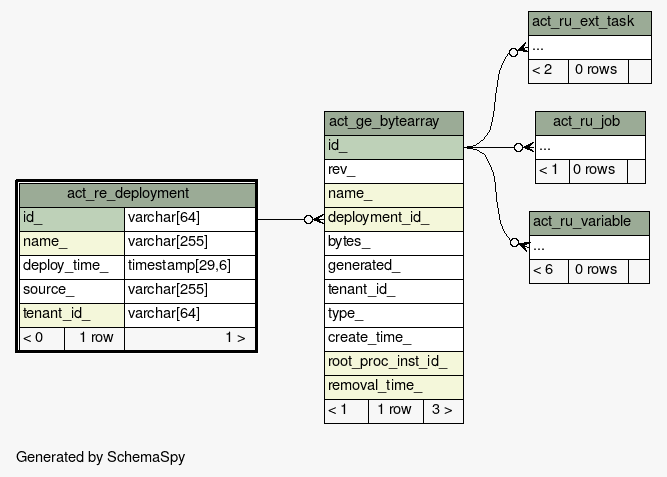 act_re_deployment
id_ varchar[64]
name_ varchar[255]
deploy_time_ timestamp[29,6]
source_ varchar[255]
tenant_id_ varchar[64]
< 0 1 row 1 >
act_ge_bytearray
id_
rev_
name_
deployment_id_
bytes_
generated_
tenant_id_
type_
create_time_
root_proc_inst_id_
removal_time_
< 1 1 row 3 >
act_ru_ext_task
...
< 2 0 rows
act_ru_job
...
< 1 0 rows
act_ru_variable
...
< 6 0 rows
Generated by SchemaSpy